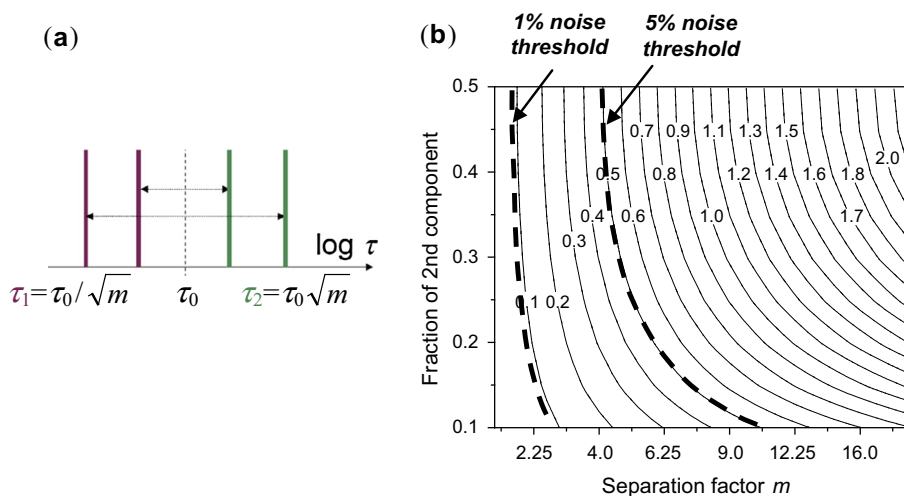 (a)
log τ
τ1=τ0/√m
τ0
τ2=τ0√m
(b)
1% noise
threshold
5% noise
threshold
Fraction of 2nd component
0.5
0.4
0.3
0.2
0.1
0.1
0.2
0.3
0.4
0.5
0.6
0.7
0.8
0.9
1.0
1.1
1.2
1.3
1.4
1.5
1.6
1.7
1.8
2.0
2.25
4.0
6.25
9.0
12.25
16.0
Separation factor m